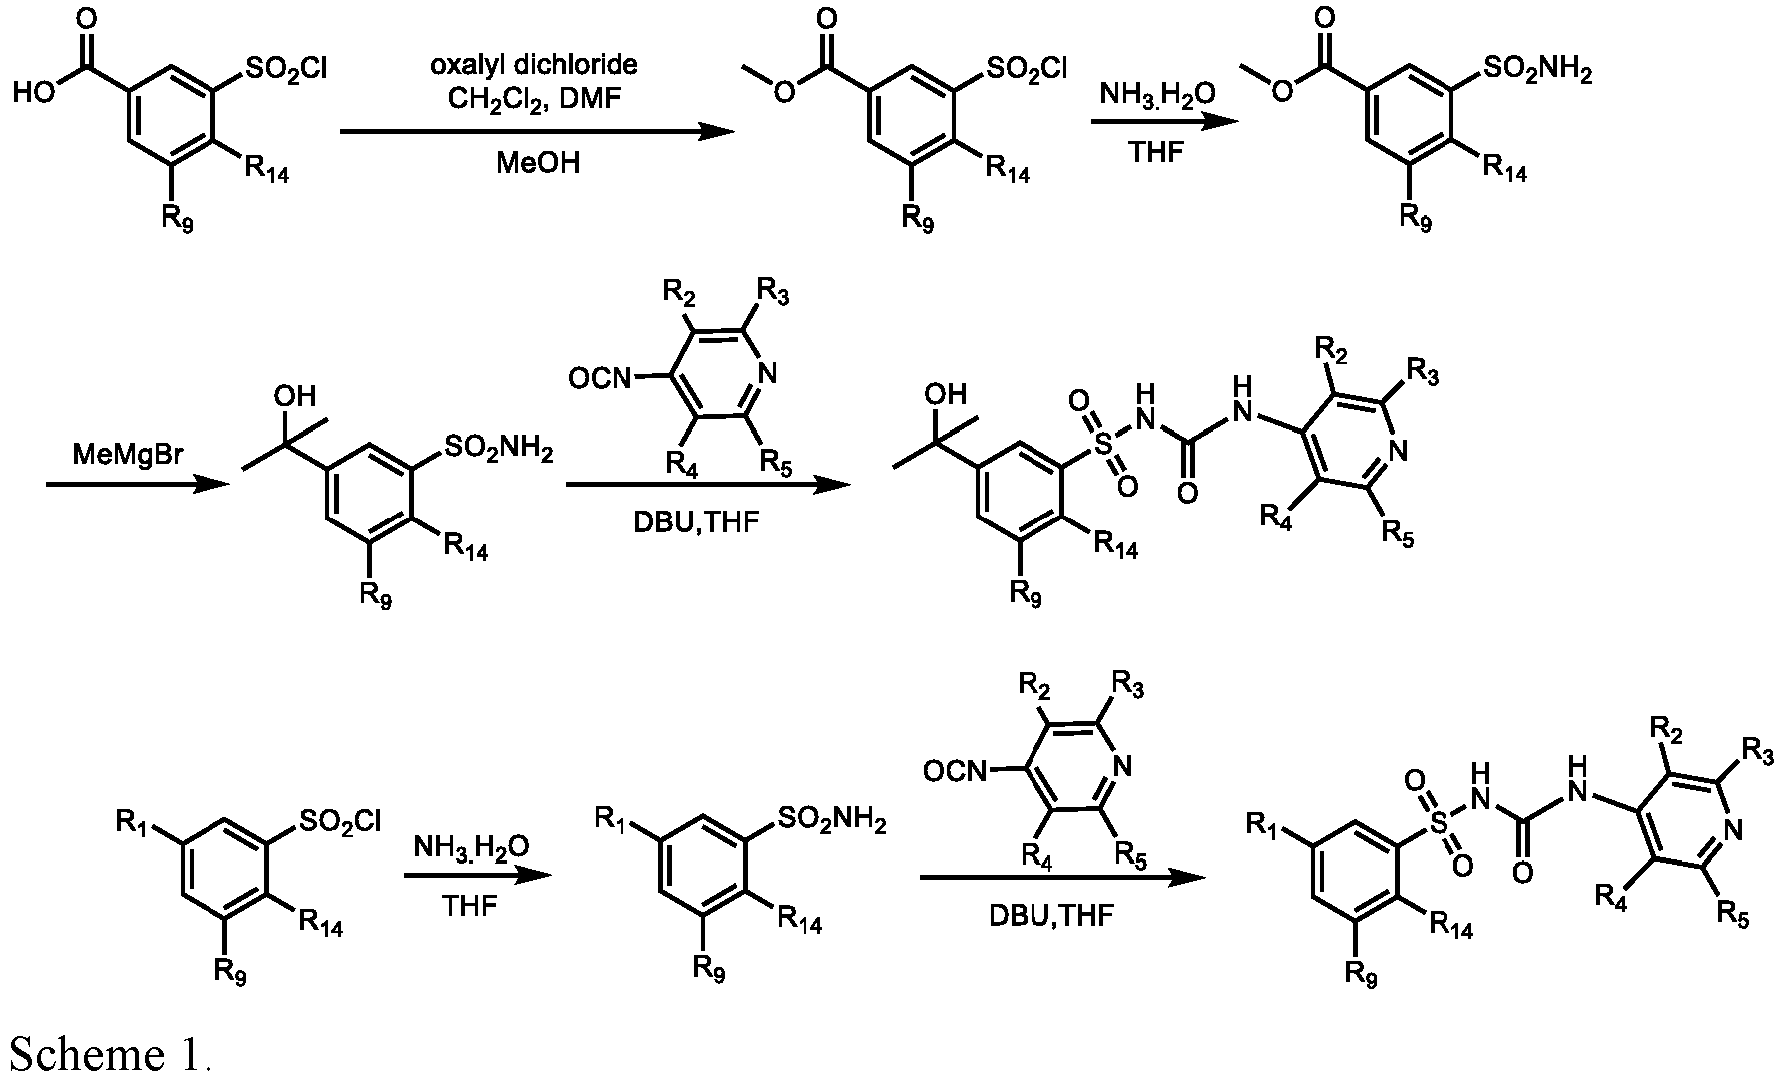 O
HO
SO2Cl
R14
R9
oxalyl dichloride
CH2Cl2, DMF
MeOH
O
O
SO2Cl
R14
R9
NH3.H2O
THF
O
O
SO2NH2
R14
R9
MeMgBr
OH
SO2NH2
R14
R9
R2
R3
OCN
N
R4
R5
DBU,THF
OH
O
S
O
H
N
O
H
N
R2
R3
N
R4
R5
R14
R9
R1
SO2Cl
R14
R9
NH3.H2O
THF
R1
SO2NH2
R14
R9
R2
R3
OCN
N
R4
R5
DBU,THF
R1
O
S
O
H
N
O
H
N
R2
R3
N
R4
R5
R14
R9
Scheme 1.